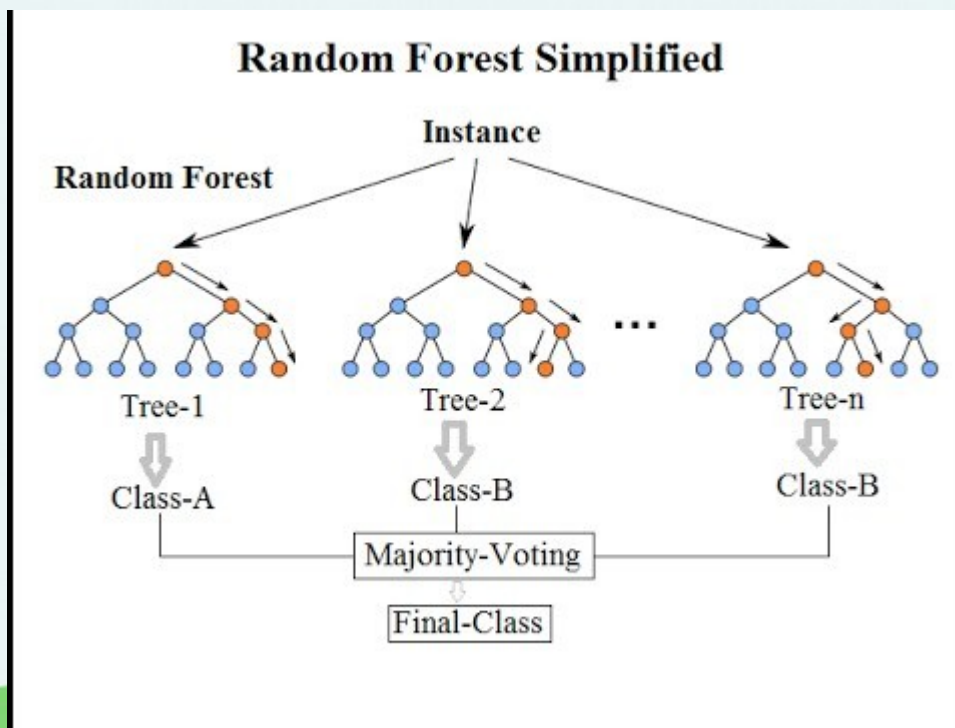 Random Forest Simplified
Instance
Random Forest
...
Tree-1 Tree-2 Tree-n
Class-A Class-B Class-B
Majority-Voting
Final-Class